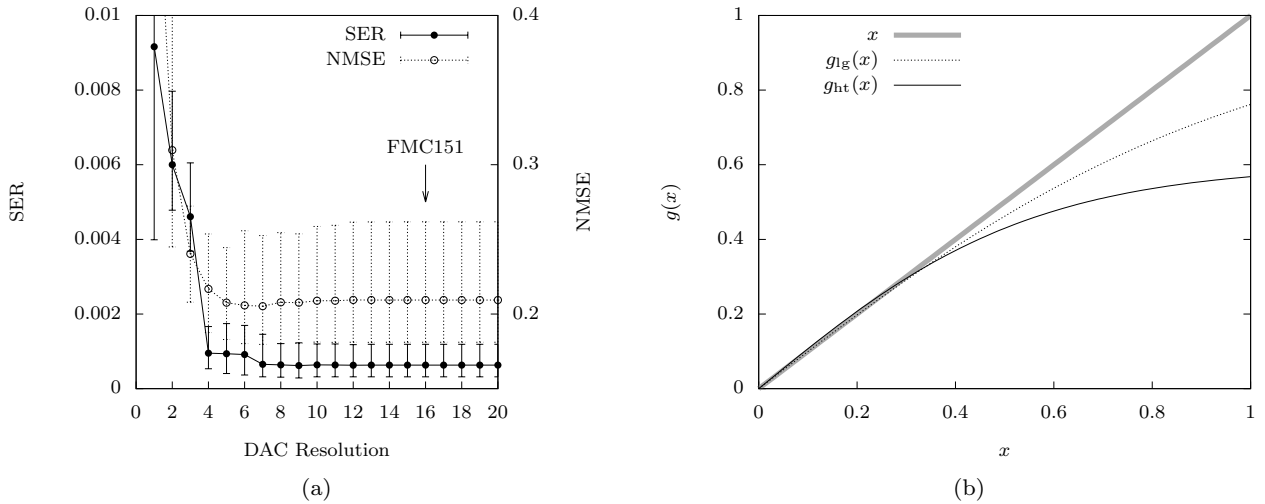 0.01
0.008
0.006
0.004
0.002
0
SER
0 2 4 6 8 10 12 14 16 18 20
DAC Resolution
0.4
0.3
0.2
NMSE
SER
NMSE
FMC151
(a)
1
0.8
0.6
0.4
0.2
0
g(x)
0 0.2 0.4 0.6 0.8 1
x
x
g_lg(x)
g_ht(x)
(b)